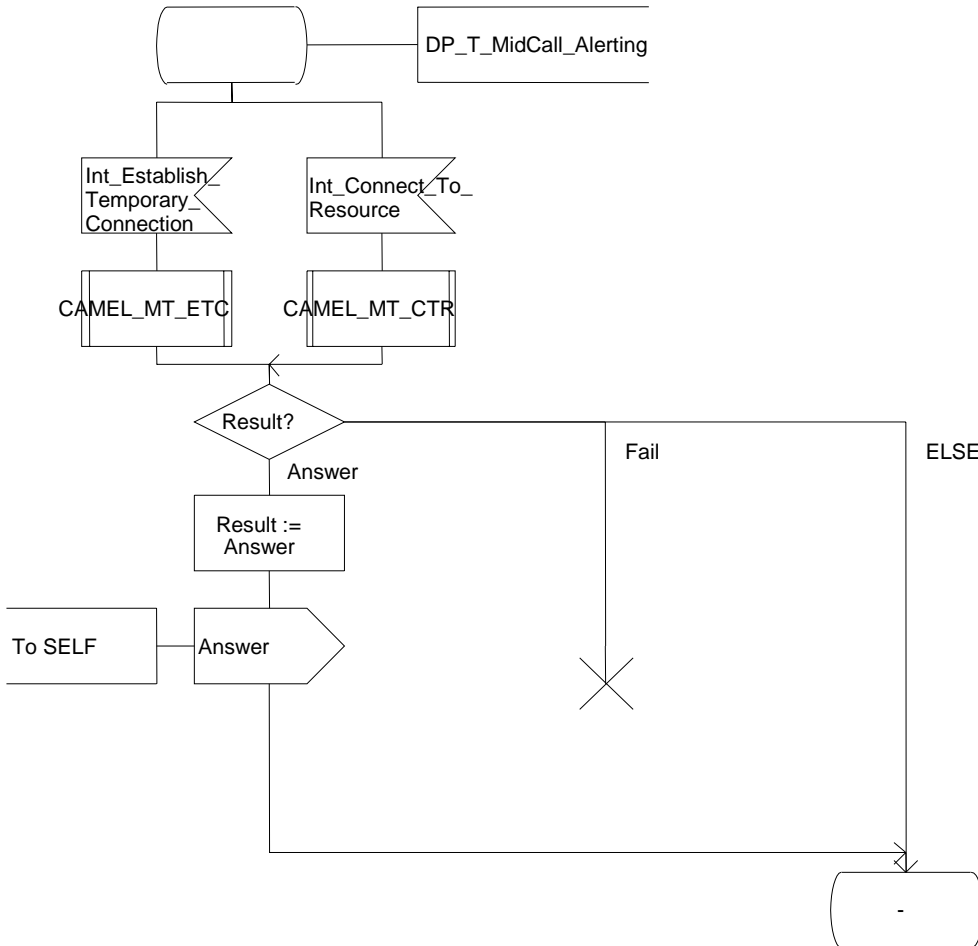 DP_T_MidCall_Alerting
Int_Establish_
Temporary_
Connection
Int_Connect_To_
Resource
CAMEL_MT_ETC
CAMEL_MT_CTR
Result?
Fail
ELSE
Answer
Result :=
Answer
To SELF
Answer
-